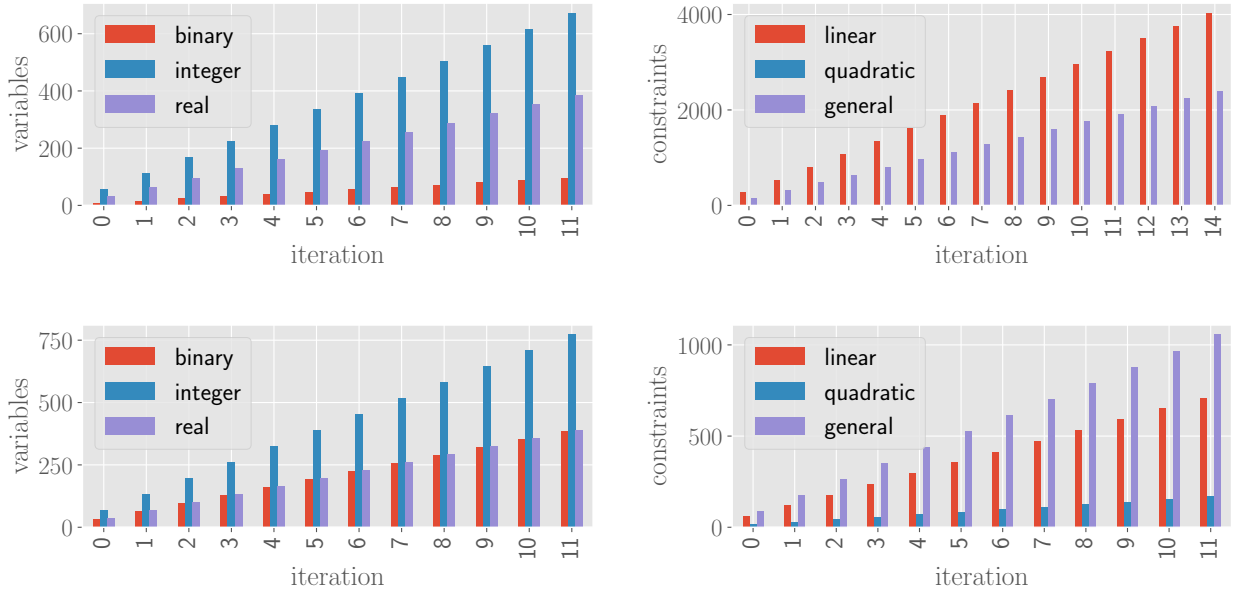 variables
600
400
200
0
binary
integer
real
0 1 2 3 4 5 6 7 8 9 10 11
iteration
constraints
4000
2000
0
linear
quadratic
general
0 1 2 3 4 5 6 7 8 9 10 11 12 13 14
iteration
variables
750
500
250
0
binary
integer
real
0 1 2 3 4 5 6 7 8 9 10 11
iteration
constraints
1000
500
0
linear
quadratic
general
0 1 2 3 4 5 6 7 8 9 10 11
iteration